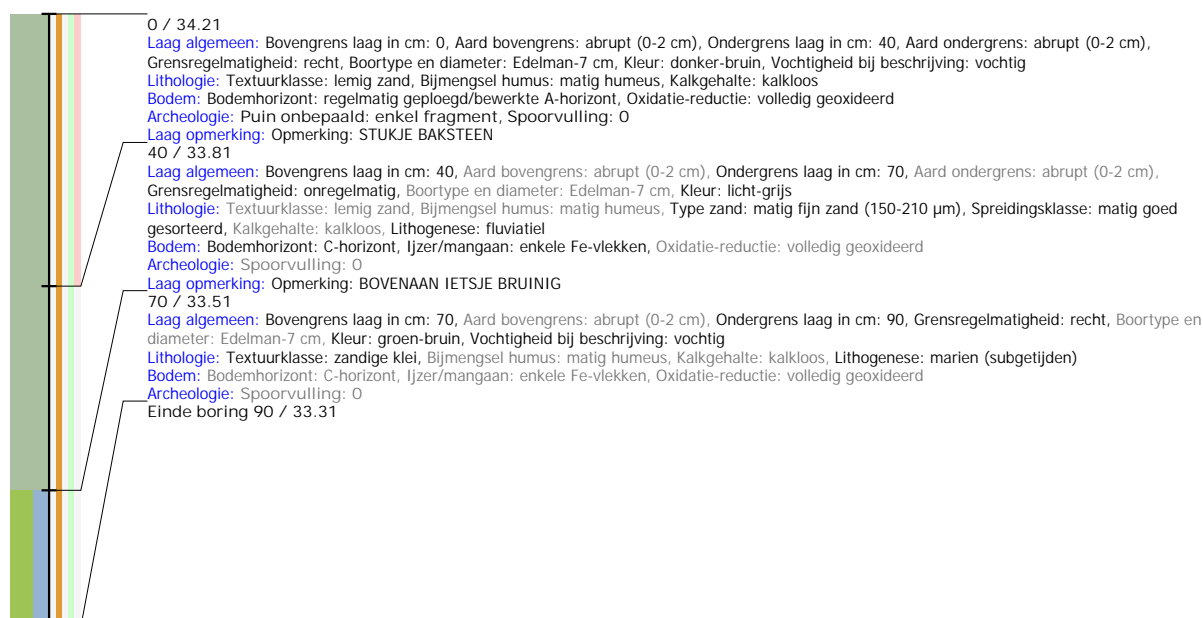 0 / 34.21
Laag algemeen: Bovengrens laag in cm: 0, Aard bovengrens: abrupt (0-2 cm), Ondergrens laag in cm: 40, Aard ondergrens: abrupt (0-2 cm),
Grensregelmatigheid: recht, Boortype en diameter: Edelman-7 cm, Kleur: donker-bruin, Vochtigheid bij beschrijving: vochtig
Lithologie: Textuurklasse: lemig zand, Bijmengsel humus: matig humeus, Kalkgehalte: kalkloos
Bodem: Bodemhorizont: regelmatig geploegd/bewerkte A-horizont, Oxidatie-reductie: volledig geoxideerd
Archeologie: Puin onbepaald: enkel fragment, Spoorvulling: 0
Laag opmerking: Opmerking: STUKJE BAKSTEEN
40 / 33.81
Laag algemeen: Bovengrens laag in cm: 40, Aard bovengrens: abrupt (0-2 cm), Ondergrens laag in cm: 70, Aard ondergrens: abrupt (0-2 cm),
Grensregelmatigheid: onregelmatig, Boortype en diameter: Edelman-7 cm, Kleur: licht-grijs
Lithologie: Textuurklasse: lemig zand, Bijmengsel humus: matig humeus, Type zand: matig fijn zand (150-210 µm), Spreidingsklasse: matig goed
gesorteerd, Kalkgehalte: kalkloos, Lithogenese: fluviatiel
Bodem: Bodemhorizont: C-horizont, Ijzer/mangaan: enkele Fe-vlekken, Oxidatie-reductie: volledig geoxideerd
Archeologie: Spoorvulling: 0
Laag opmerking: Opmerking: BOVENAAN IETSJE BRUINIG
70 / 33.51
Laag algemeen: Bovengrens laag in cm: 70, Aard bovengrens: abrupt (0-2 cm), Ondergrens laag in cm: 90, Grensregelmatigheid: recht, Boortype en
diameter: Edelman-7 cm, Kleur: groen-bruin, Vochtigheid bij beschrijving: vochtig
Lithologie: Textuurklasse: zandige klei, Bijmengsel humus: matig humeus, Kalkgehalte: kalkloos, Lithogenese: marien (subgetijden)
Bodem: Bodemhorizont: C-horizont, Ijzer/mangaan: enkele Fe-vlekken, Oxidatie-reductie: volledig geoxideerd
Archeologie: Spoorvulling: 0
Einde boring 90 / 33.31